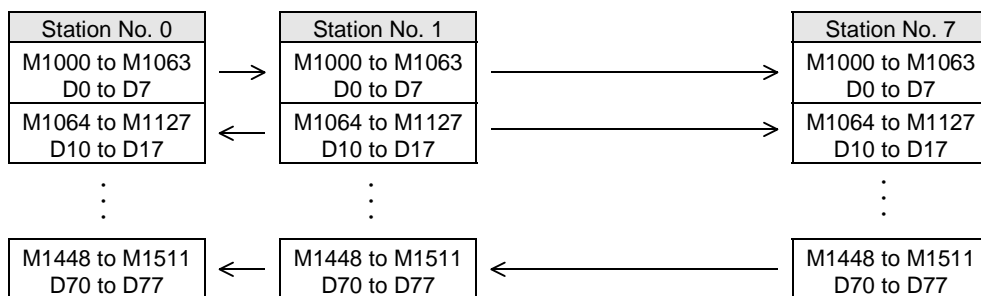 Station No. 0 Station No. 1 Station No. 7
M1000 to M1063 M1000 to M1063 M1000 to M1063
D0 to D7 D0 to D7 D0 to D7
M1064 to M1127 M1064 to M1127 M1064 to M1127
D10 to D17 D10 to D17 D10 to D17
M1448 to M1511 M1448 to M1511 M1448 to M1511
D70 to D77 D70 to D77 D70 to D77